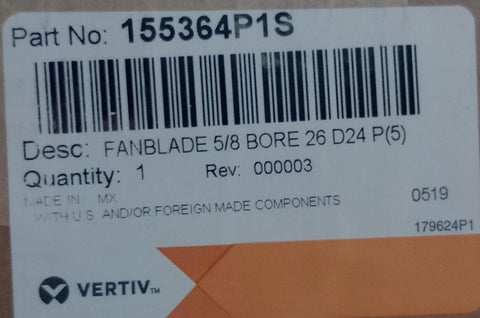 Part No: 155364P1S
Desc: FANBLADE 5/8 BORE 26 D24 P(5)
Quantity: 1 Rev: 000003
MADE IN MX
WITH U.S. AND/OR FOREIGN MADE COMPONENTS
0519
179624P1
VERTIV™